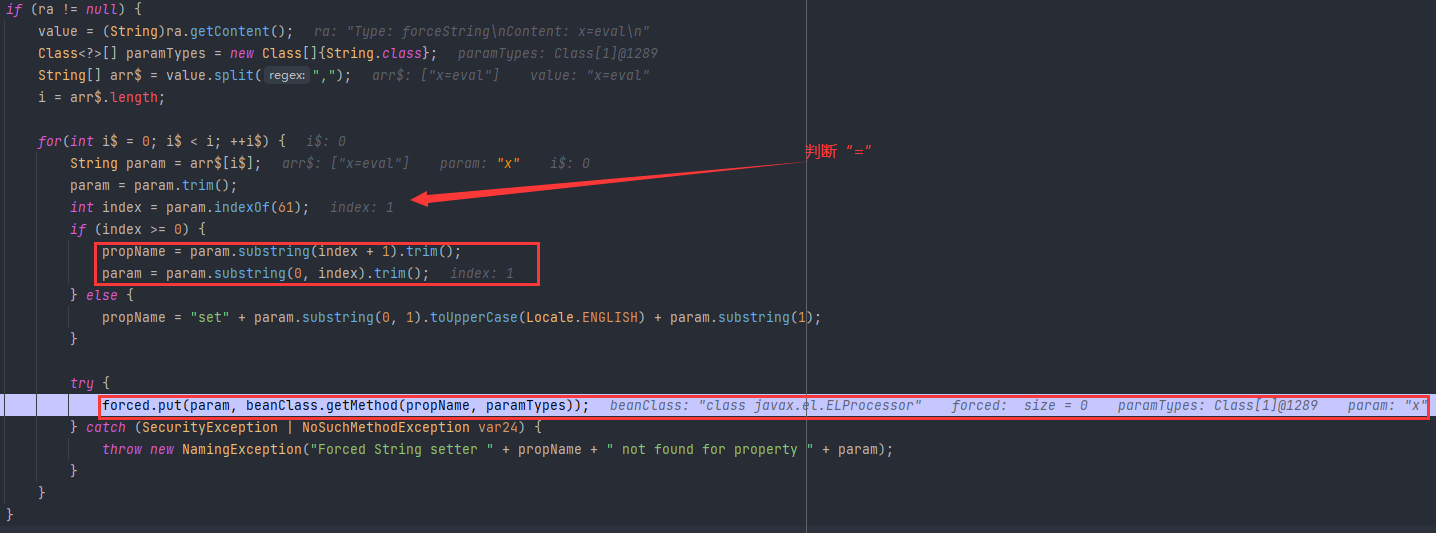 if (ra != null) {
value = (String)ra.getContent(); ra: "Type: forceString\nContent: x=eval\n"
Class<?>[] paramTypes = new Class[]{String.class}; paramTypes: Class[1]@1289
String[] arr$ = value.split( regex: ","); arr$: ["x=eval"] value: "x=eval"
i = arr$.length;
for(int i$ = 0; i$ < i; ++i$) { i$: 0
String param = arr$[i$]; arr$: ["x=eval"] param: "x" i$: 0
判断 “=”
param = param.trim();
int index = param.indexOf(61); index: 1
if (index >= 0) {
propName = param.substring(index + 1).trim();
param = param.substring(0, index).trim(); index: 1
} else {
propName = "set" + param.substring(0, 1).toUpperCase(Locale.ENGLISH) + param.substring(1);
}
try {
forced.put(param, beanClass.getMethod(propName, paramTypes)); beanClass: "class javax.el.ELProcessor" forced: size = 0 paramTypes: Class[1]@1289 param: "x"
} catch (SecurityException | NoSuchMethodException var24) {
throw new NamingException("Forced String setter " + propName + " not found for property " + param);
}
}
}